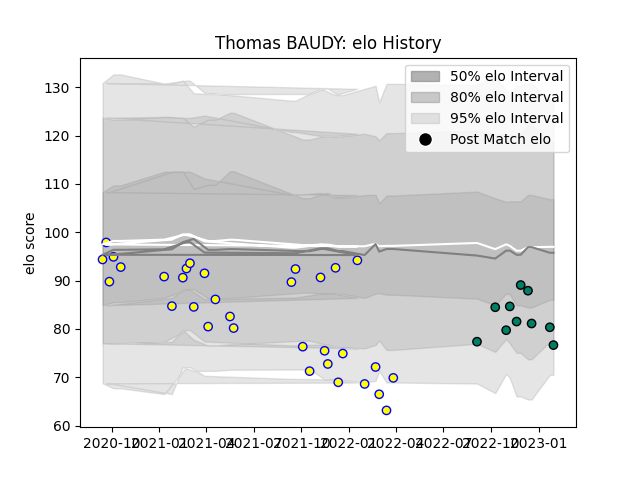 Thomas BAUDY: elo History
50% elo Interval
80% elo Interval
95% elo Interval
Post Match elo
elo score
130
120
110
100
90
80
70
60
2020-10 2021-01 2021-04 2021-07 2021-10 2022-01 2022-04 2022-07 2022-10 2023-01